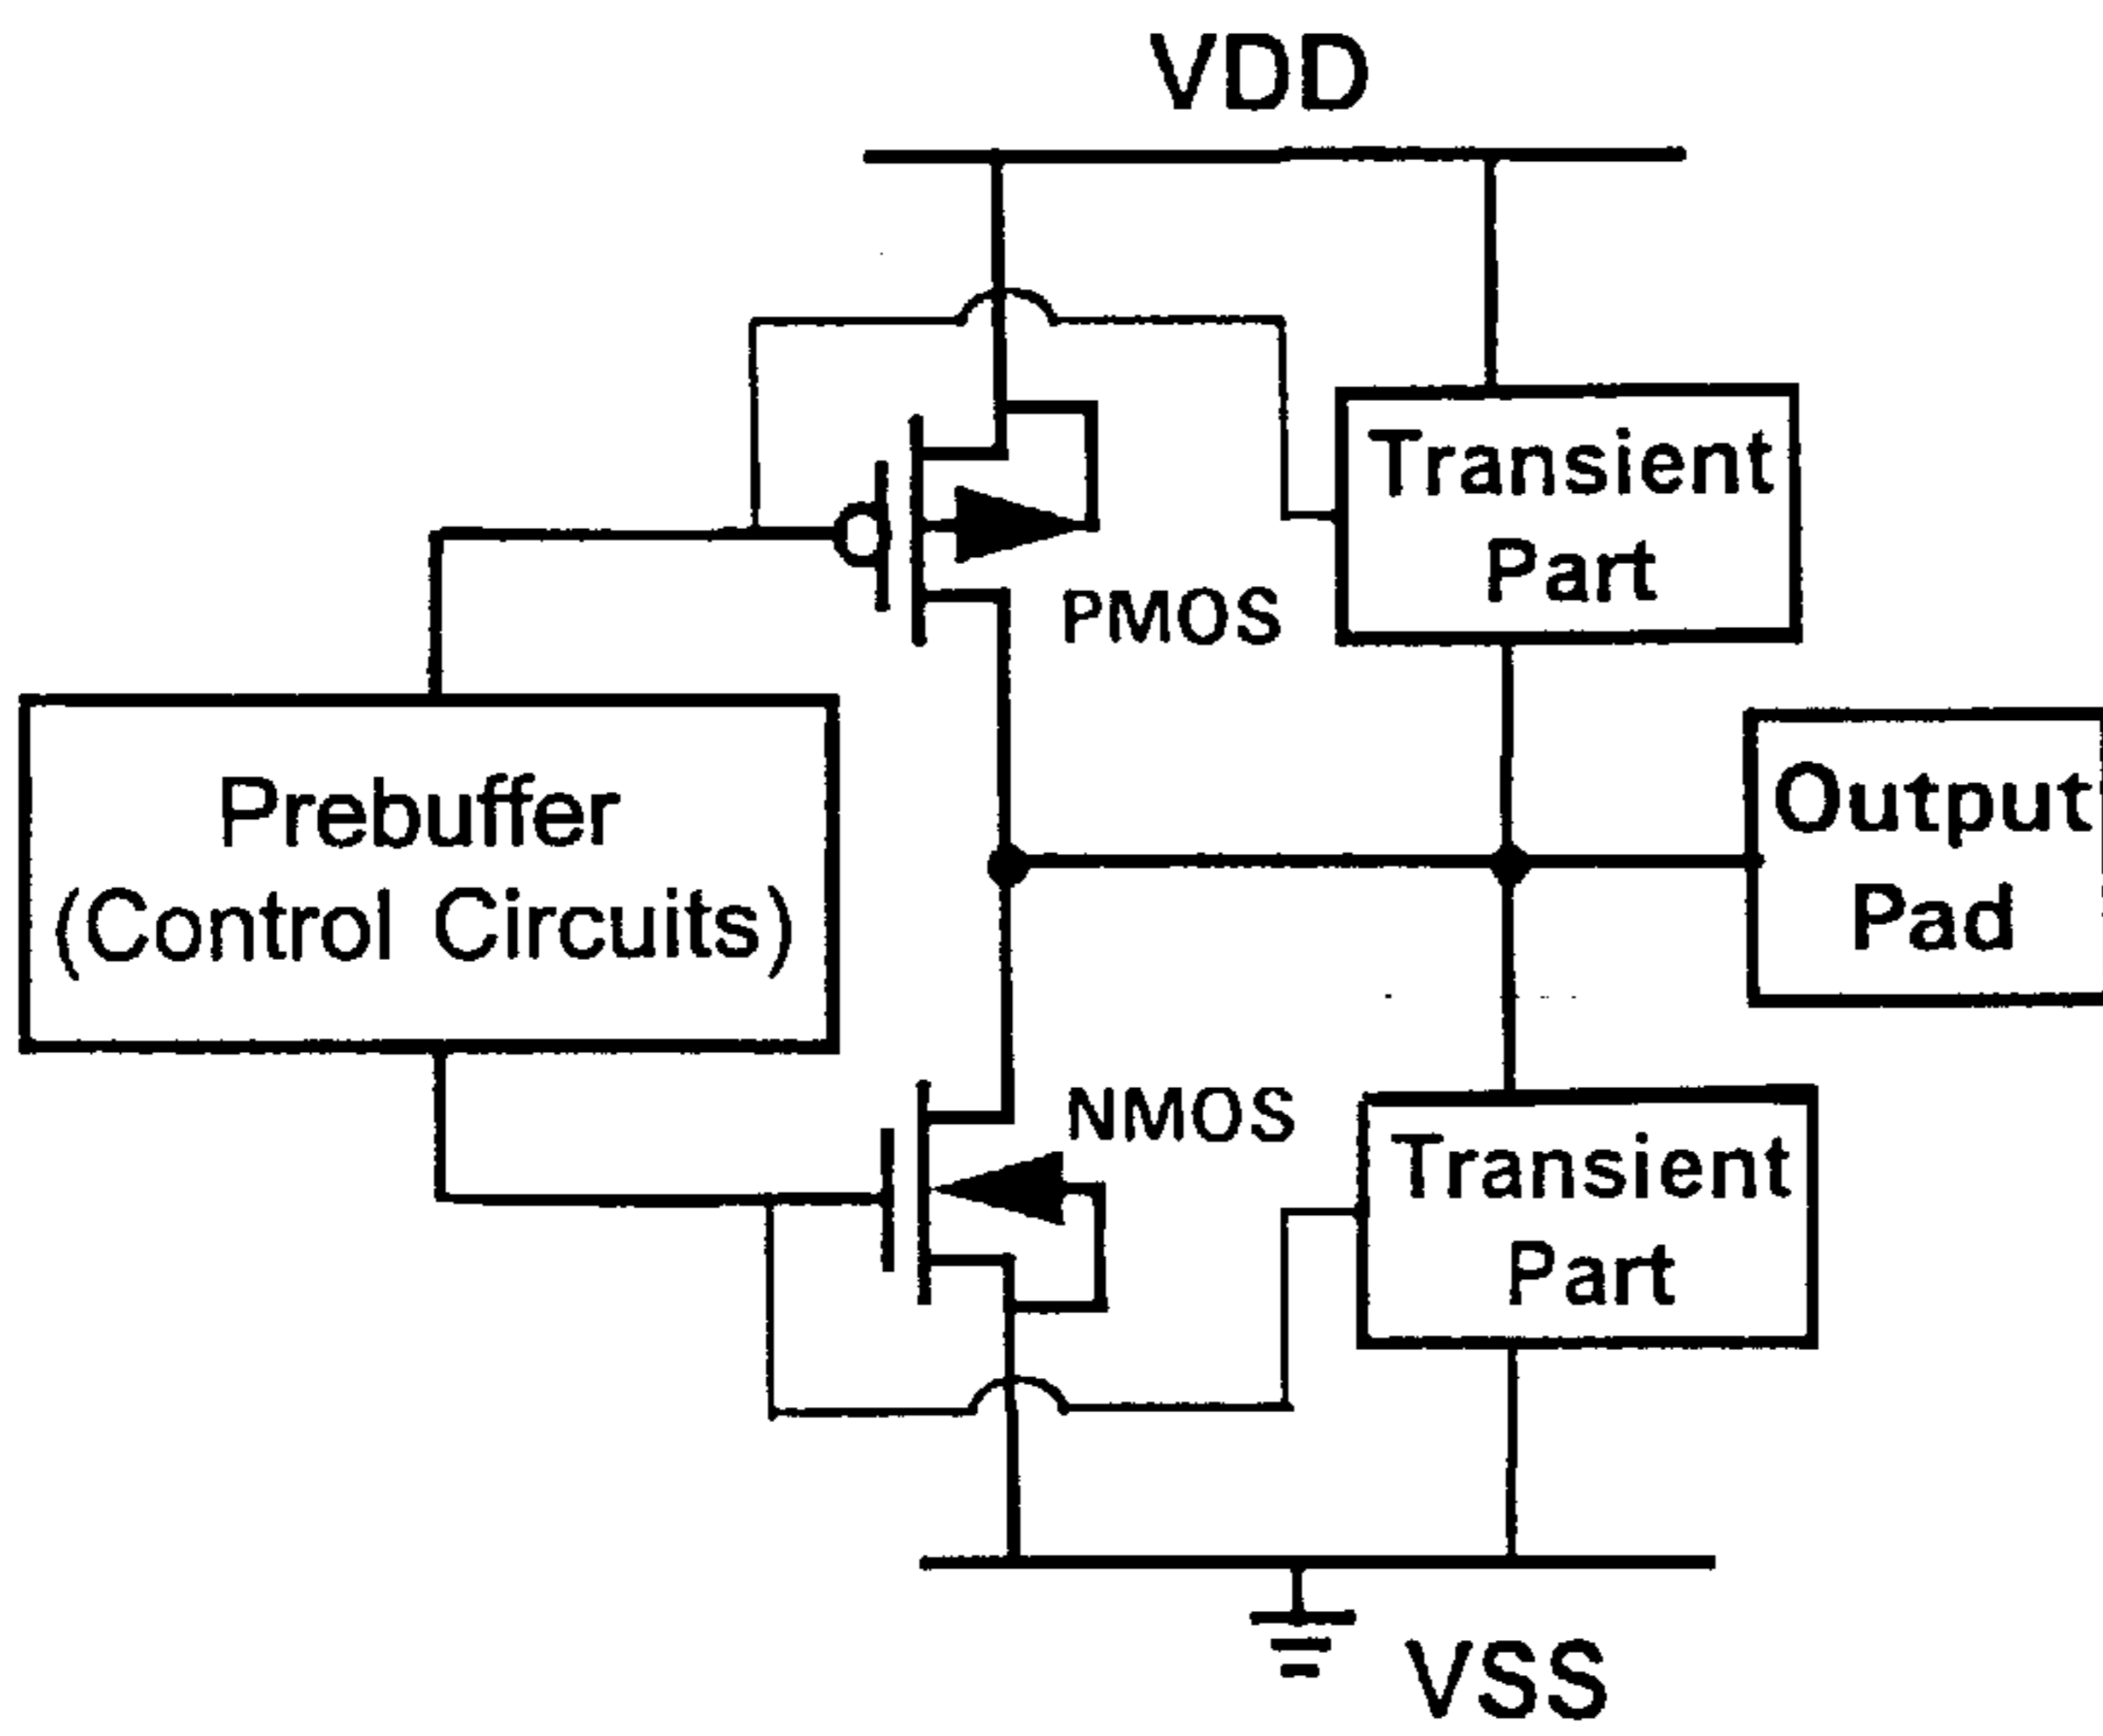 VDD
Transient
Part
PMOS
Prebuffer
(Control Circuits)
Output
Pad
NMOS
Transient
Part
VSS